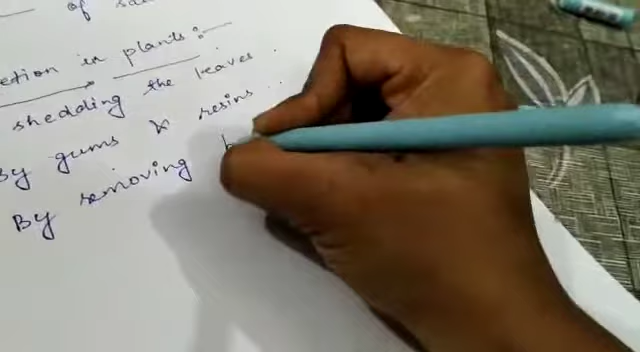 of
etion in plants:
shedding the leaves
By gums & resins
By removing